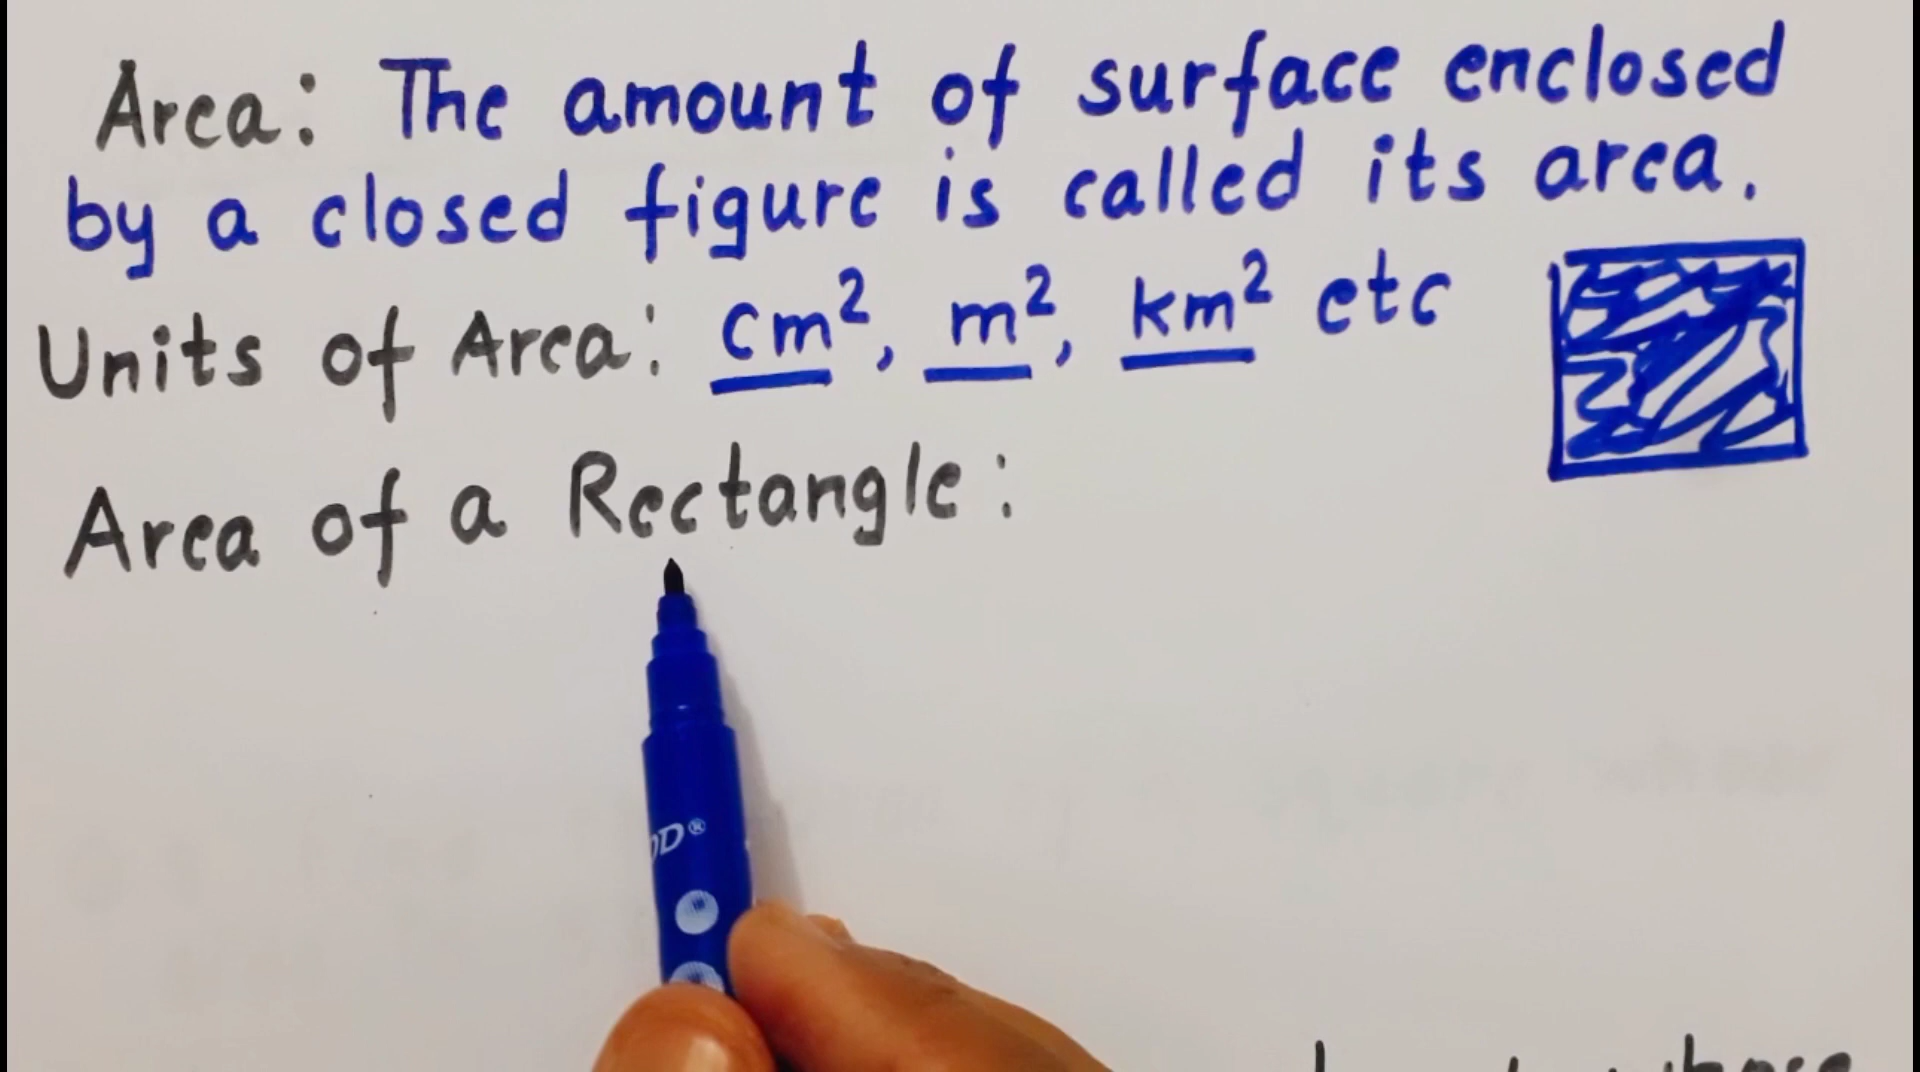 Area: The amount of surface enclosed
by a closed figure is called its area.
Units of Area: cm², m², km² etc
Area of a Rectangle: